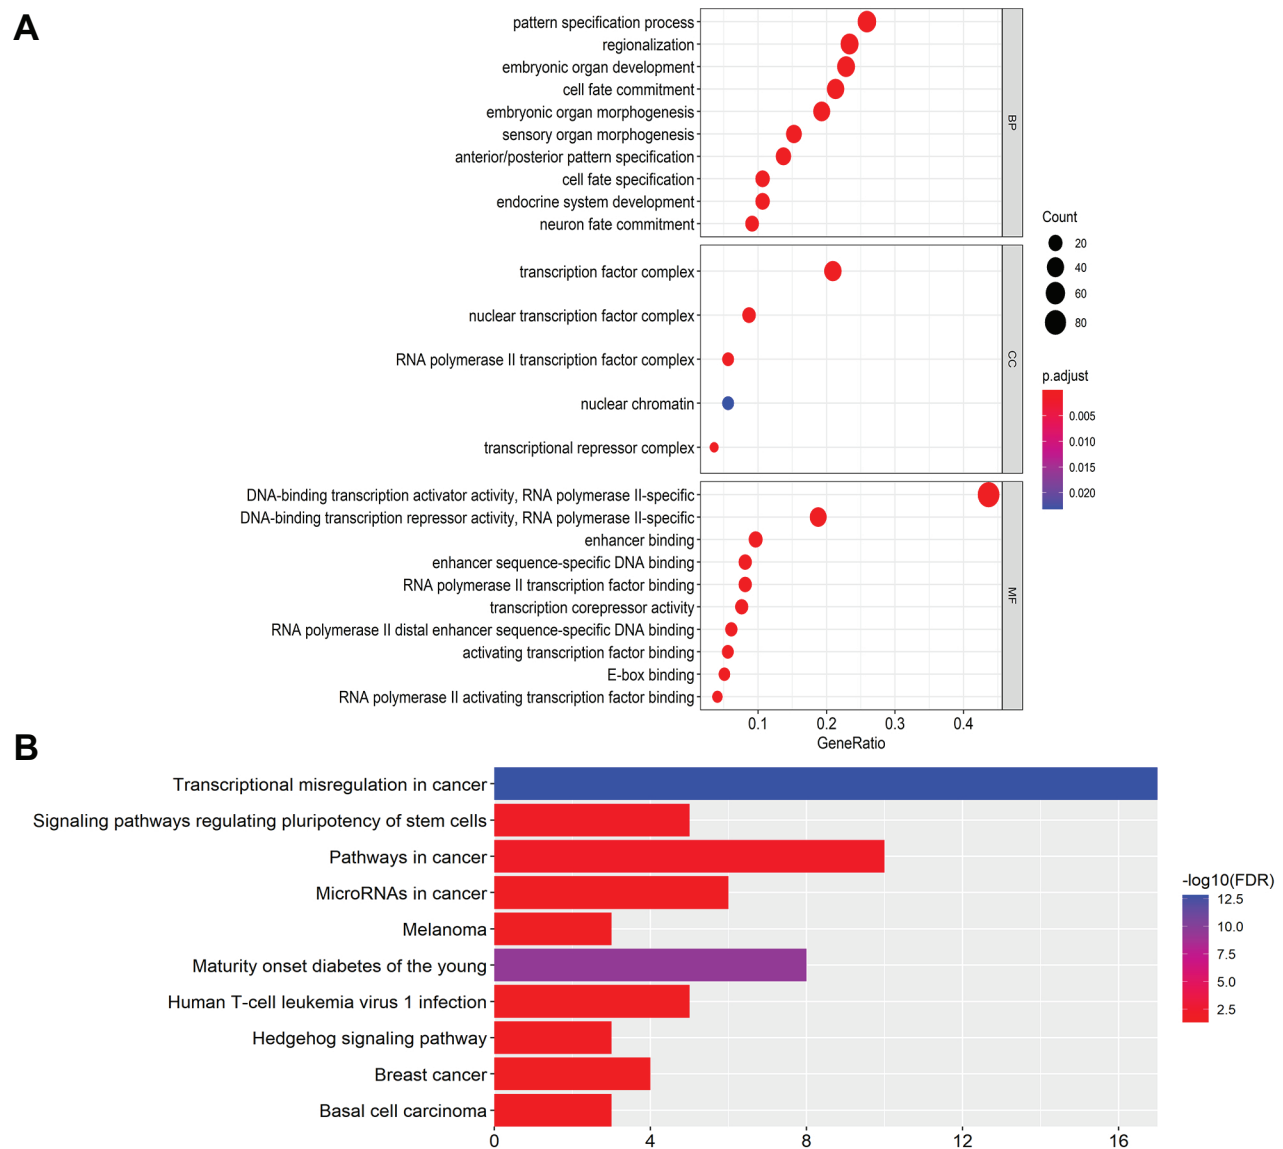 A
pattern specification process
regionalization
embryonic organ development
cell fate commitment
embryonic organ morphogenesis
sensory organ morphogenesis
anterior/posterior pattern specification
cell fate specification
endocrine system development
neuron fate commitment
BP
transcription factor complex
nuclear transcription factor complex
RNA polymerase II transcription factor complex
nuclear chromatin
transcriptional repressor complex
CC
DNA-binding transcription activator activity, RNA polymerase II-specific
DNA-binding transcription repressor activity, RNA polymerase II-specific
enhancer binding
enhancer sequence-specific DNA binding
RNA polymerase II transcription factor binding
transcription corepressor activity
RNA polymerase II distal enhancer sequence-specific DNA binding
activating transcription factor binding
E-box binding
RNA polymerase II activating transcription factor binding
MF
0.1 0.2 0.3 0.4
GeneRatio
Count
20
40
60
80
p.adjust
0.005
0.010
0.015
0.020
B
Transcriptional misregulation in cancer
Signaling pathways regulating pluripotency of stem cells
Pathways in cancer
MicroRNAs in cancer
Melanoma
Maturity onset diabetes of the young
Human T-cell leukemia virus 1 infection
Hedgehog signaling pathway
Breast cancer
Basal cell carcinoma
0 4 8 12 16
-log10(FDR)
12.5
10.0
7.5
5.0
2.5